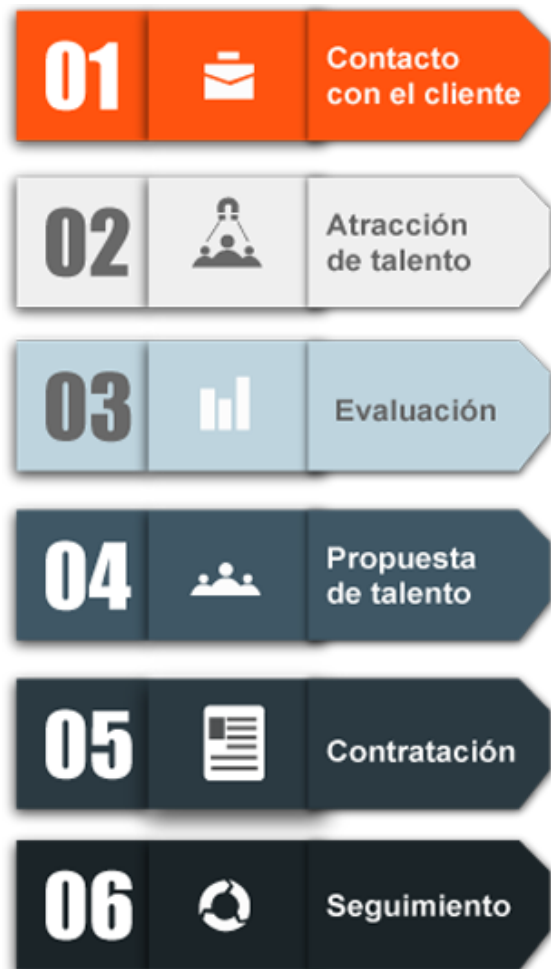 01
Contacto
con el cliente
02
Atracción
de talento
03
Evaluación
04
Propuesta
de talento
05
Contratación
06
Seguimiento